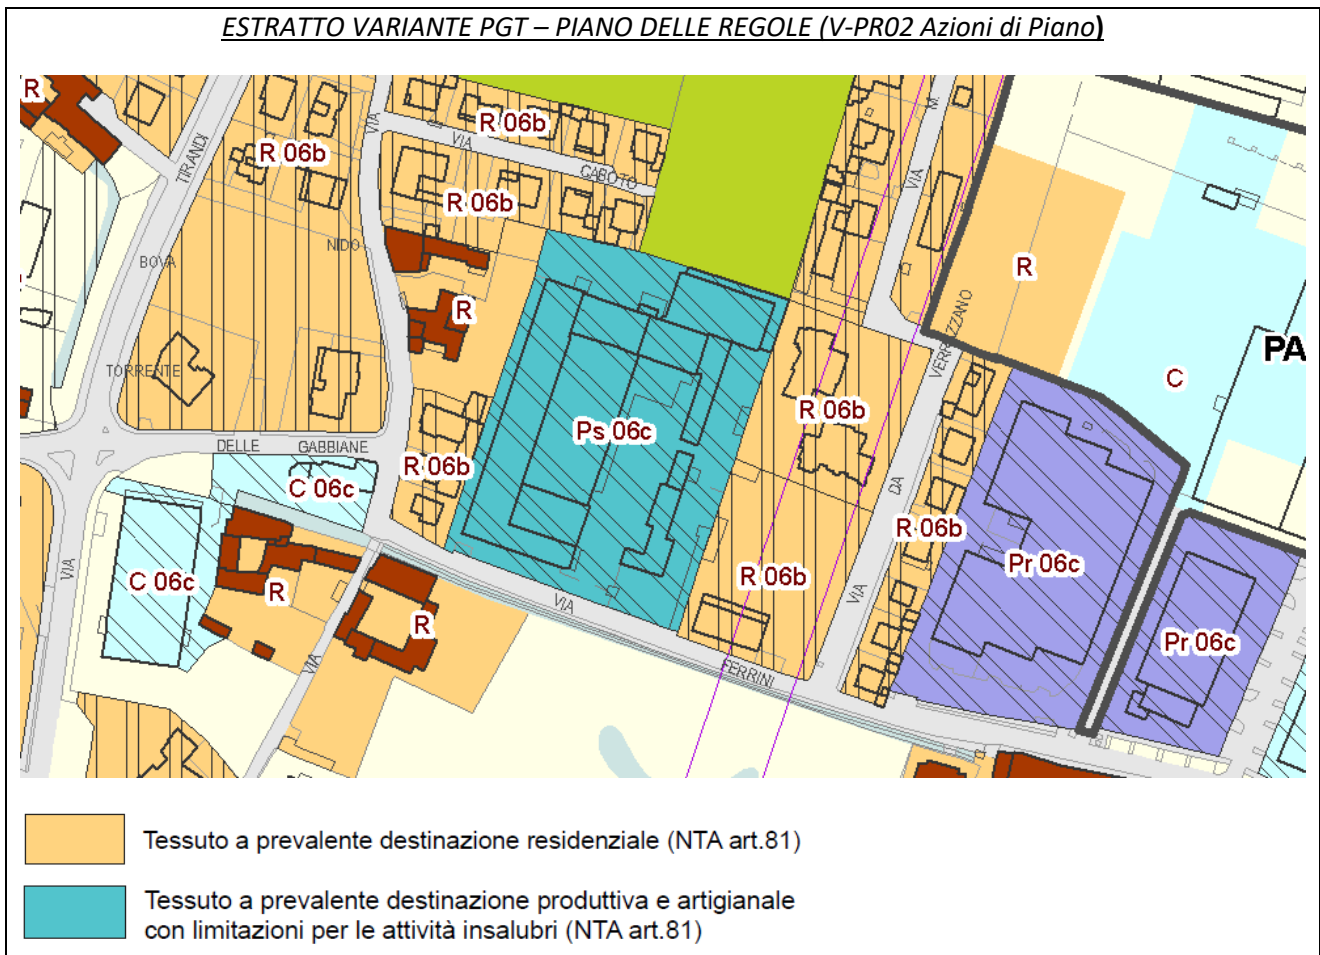 ESTRATTO VARIANTE PGT – PIANO DELLE REGOLE (V-PR02 Azioni di Piano)
R
TIRANDI
R 06b
VIA
R 06b
VIA
CABOTO
R 06b
NIDO
BOVA
R
TORRENTE
DELLE GABBIANE
R 06b
C 06c
C 06c
VIA
R
R
VIA
VIA
FERRINI
Ps 06c
R 06b
R 06b
VIA
M.
VERRAZZANO
DA
VIA
R 06b
R
C
PA
Pr 06c
Pr 06c
Tessuto a prevalente destinazione residenziale (NTA art.81)
Tessuto a prevalente destinazione produttiva e artigianale
con limitazioni per le attività insalubri (NTA art.81)